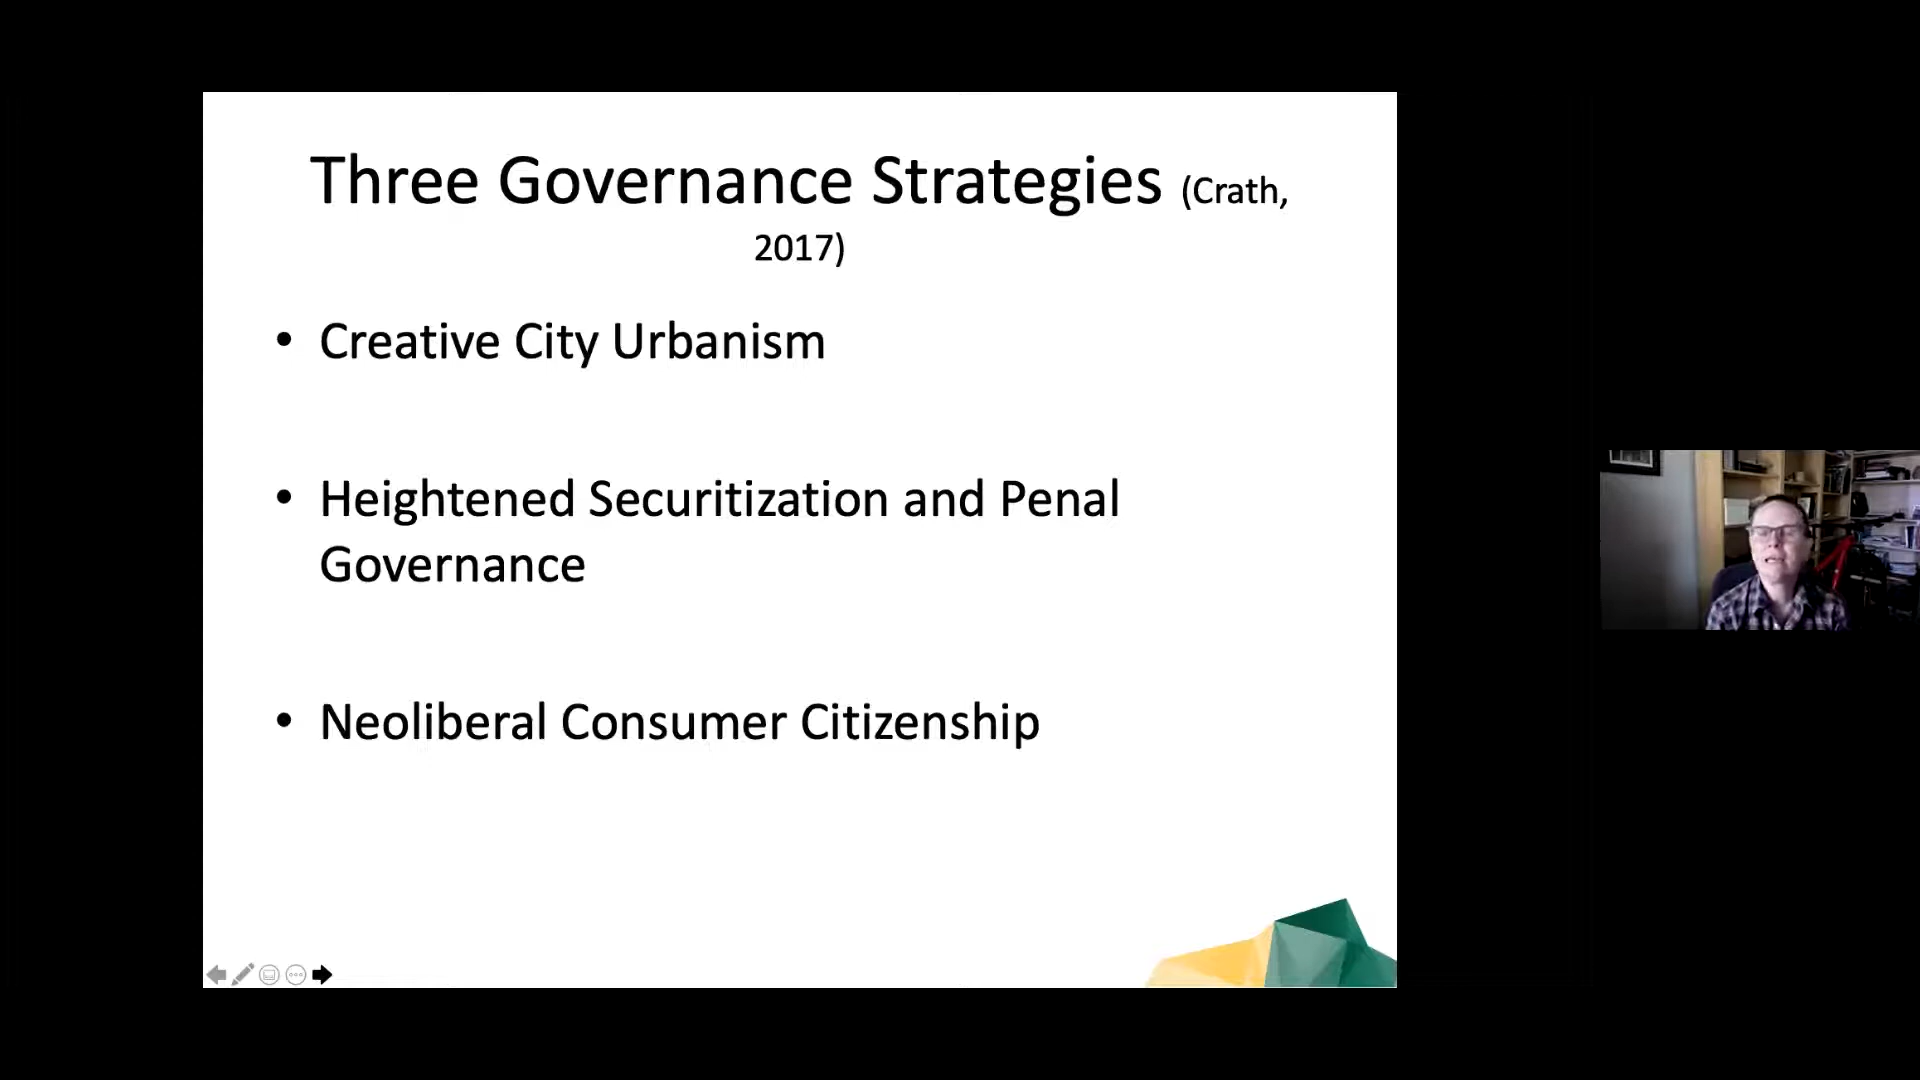 Three Governance Strategies (Crath,
2017)
• Creative City Urbanism
• Heightened Securitization and Penal
Governance
• Neoliberal Consumer Citizenship